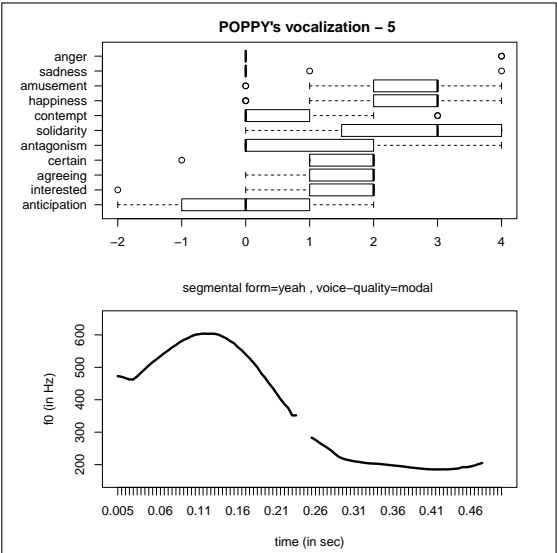 POPPY's vocalization − 5
anger
sadness
amusement
happiness
contempt
solidarity
antagonism
certain
agreeing
interested
anticipation
−2 −1 0 1 2 3 4
segmental form=yeah , voice−quality=modal
f0 (in Hz)
600
500
400
300
200
0.005 0.06 0.11 0.16 0.21 0.26 0.31 0.36 0.41 0.46
time (in sec)